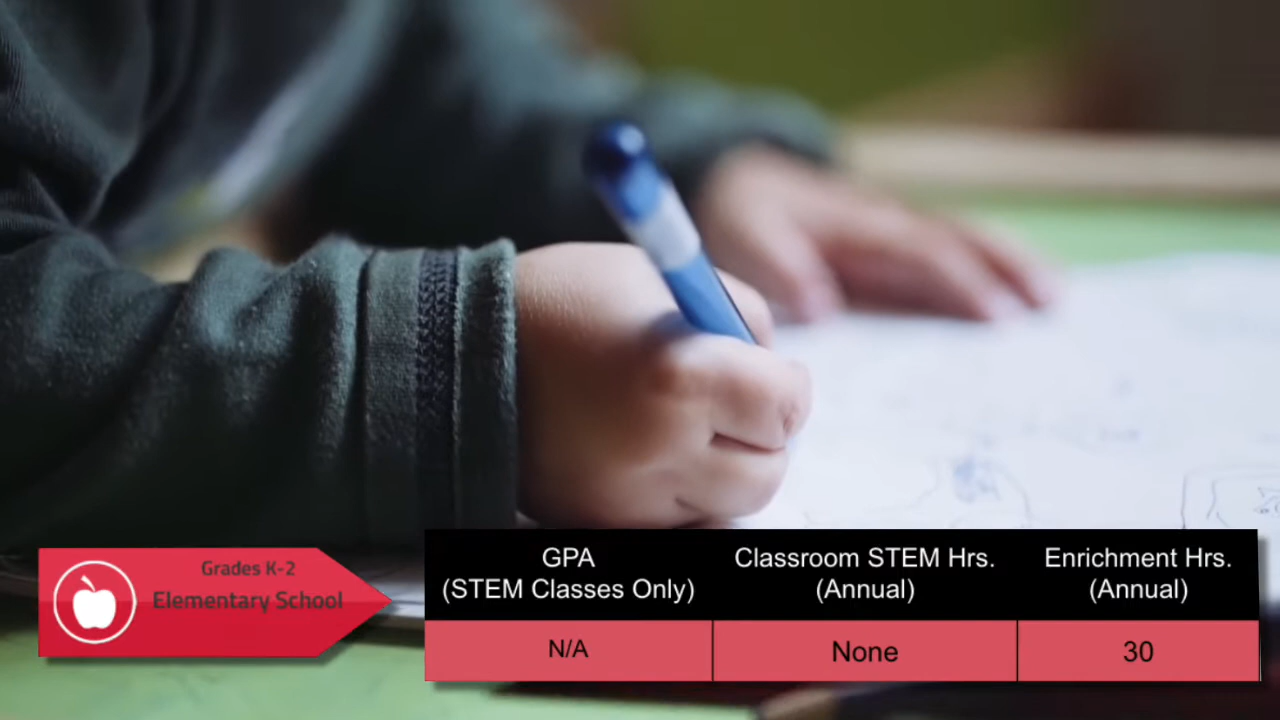 Grades K-2
Elementary School
GPA
(STEM Classes Only)
Classroom STEM Hrs.
(Annual)
Enrichment Hrs.
(Annual)
N/A
None
30